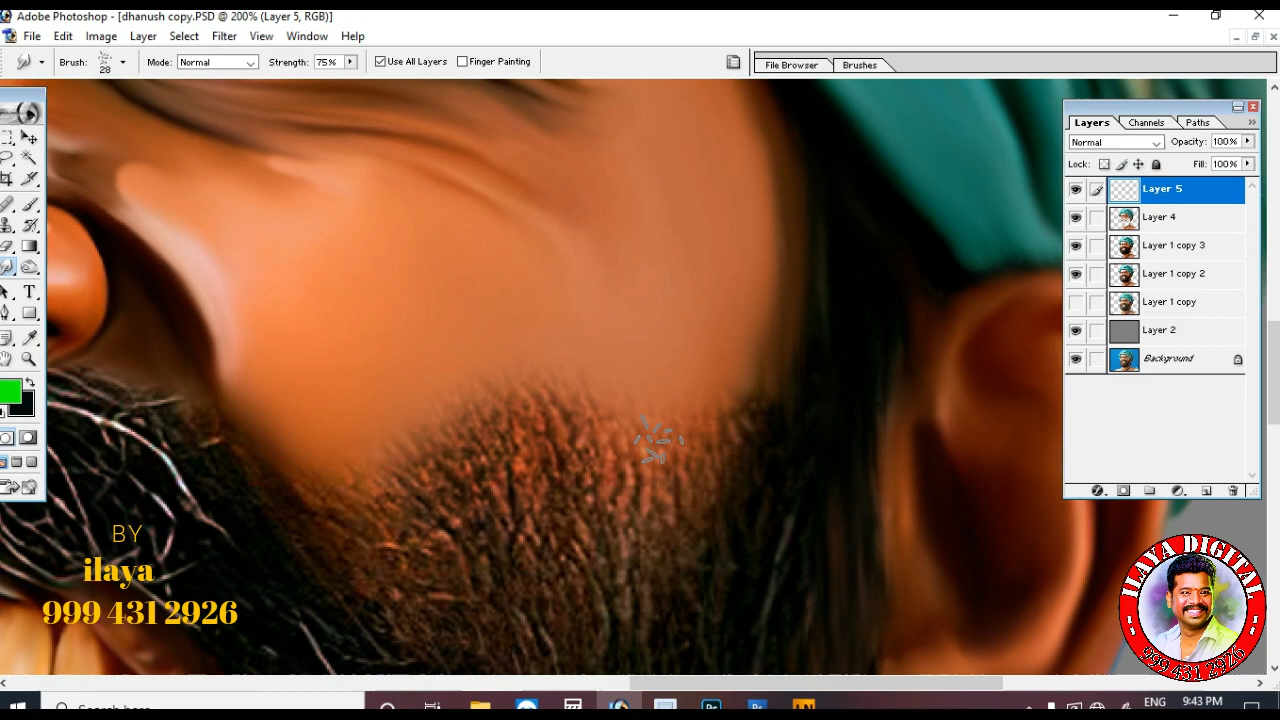 Adobe Photoshop - [dhanush copy.PSD @ 200% (Layer 5, RGB)]
File Edit Image Layer Select Filter View Window Help
Brush: 28 Mode: Normal Strength: 75% Use All Layers Finger Painting File Browser Brushes
Layers Channels Paths
Normal Opacity: 100%
Lock: Fill: 100%
Layer 5
Layer 4
Layer 1 copy 3
Layer 1 copy 2
Layer 1 copy
Layer 2
Background
BY
ilaya
999 431 2926
ILAYA DIGITAL
999 431 2926
ENG 9:43 PM